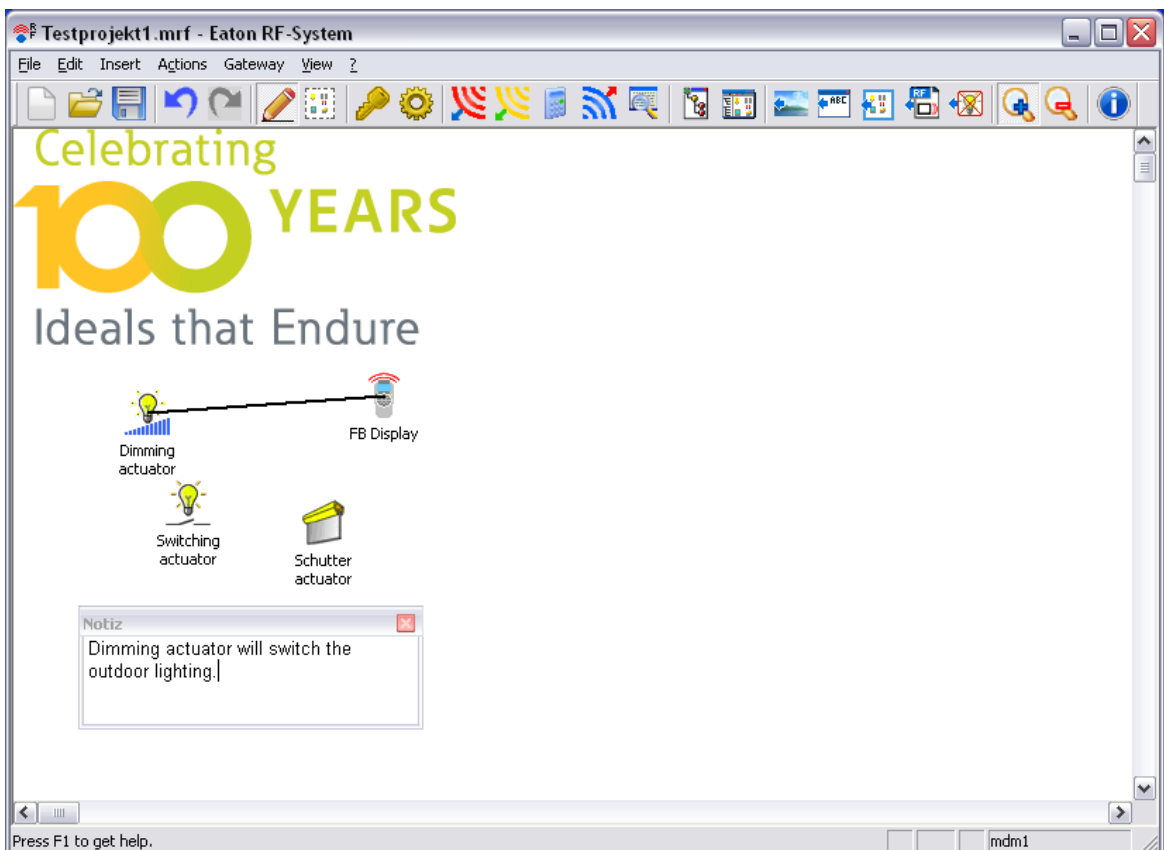 Testprojekt1.mrf - Eaton RF-System
File Edit Insert Actions Gateway View ?
ABC
RF
Celebrating
100 YEARS
Ideals that Endure
FB Display
Dimming
actuator
Switching
actuator
Schutter
actuator
Notiz
Dimming actuator will switch the
outdoor lighting.
Press F1 to get help.
mdm1